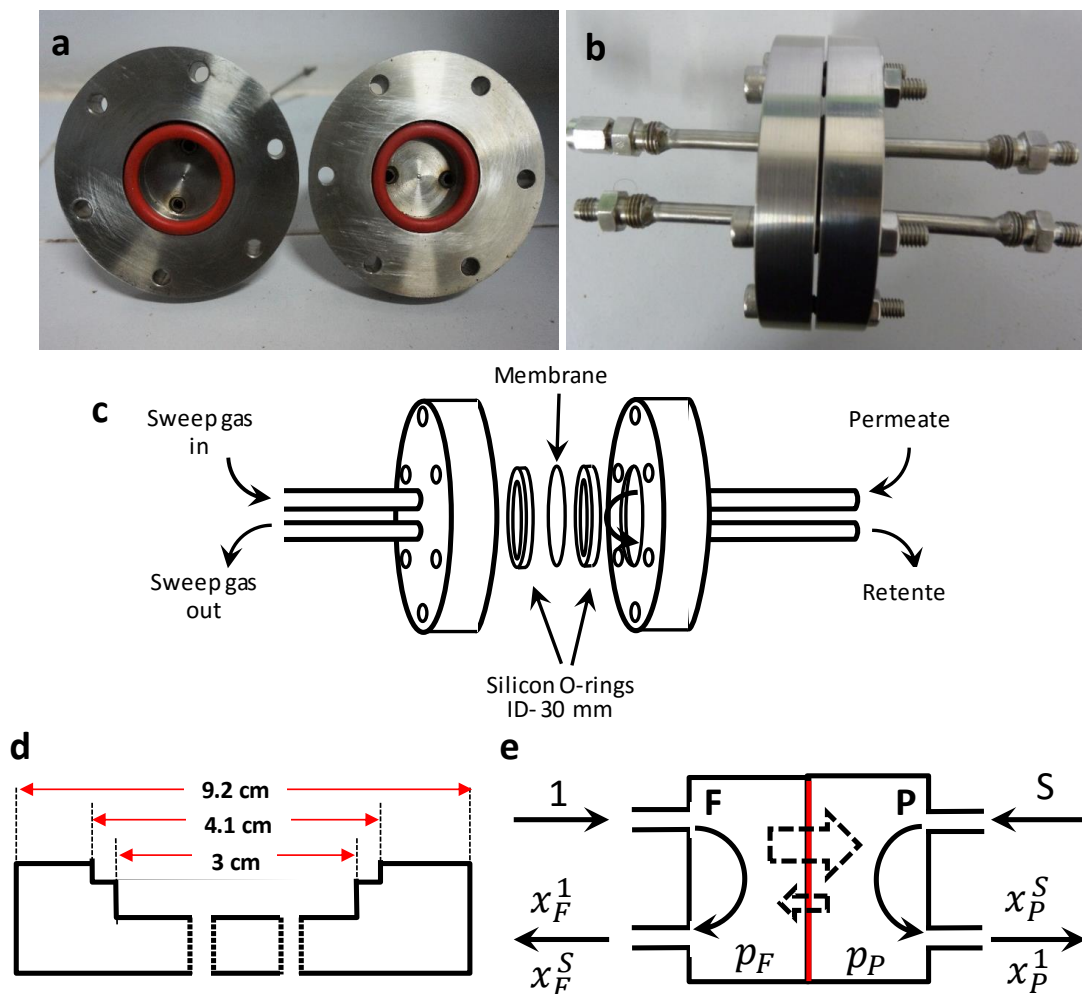 a
b
Membrane
c
Sweep gas
in
Permeate
Sweep gas
out
Retente
Silicon O-rings
ID- 30 mm
d
9.2 cm
4.1 cm
3 cm
e
1
F
P
S
x_F^1
x_P^S
x_F^S
p_F
p_P
x_P^1